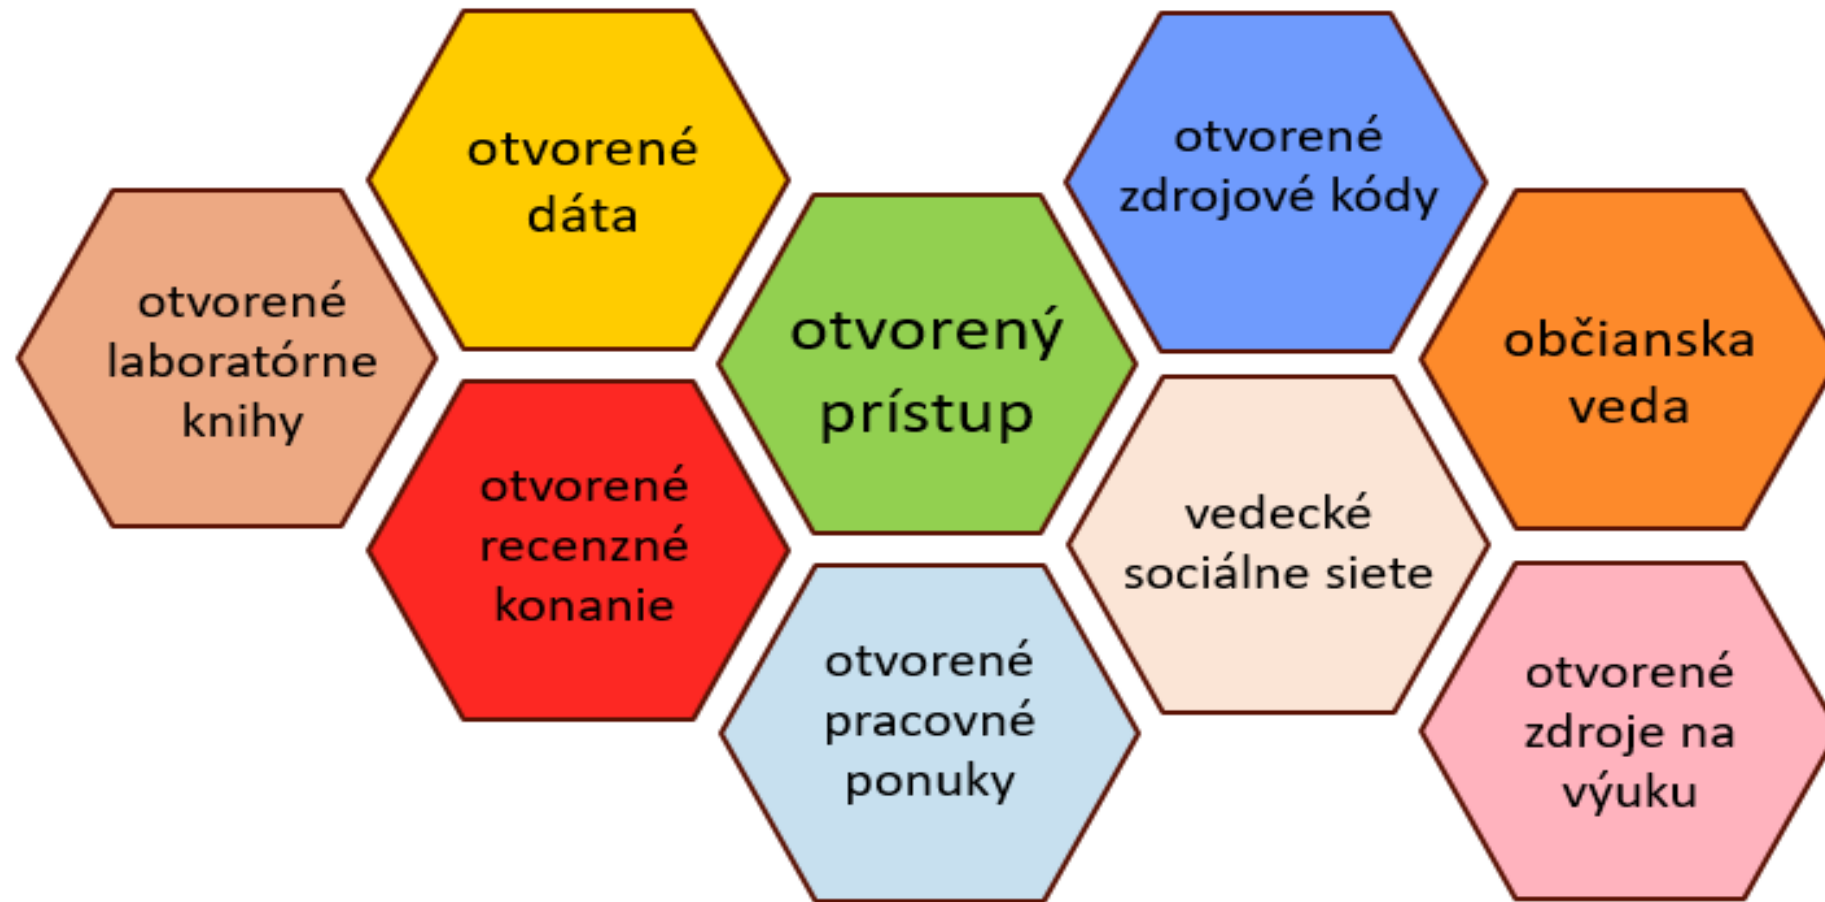 otvorené
dáta
otvorené
zdrojové kódy
otvorené
laboratórne
knihy
otvorený
prístup
občianska
veda
otvorené
recenzné
konanie
vedecké
sociálne siete
otvorené
pracovné
ponuky
otvorené
zdroje na
výuku